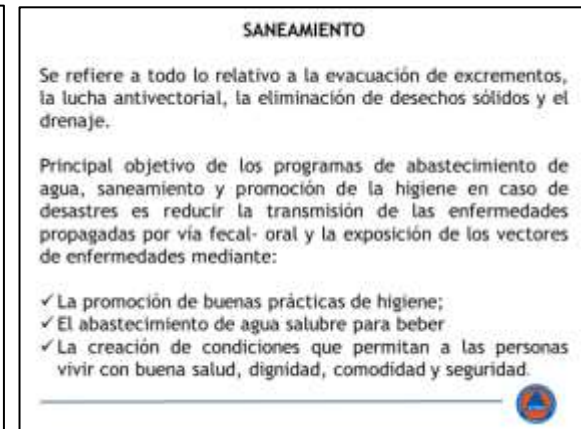 SANEAMIENTO
Se refiere a todo lo relativo a la evacuación de excrementos,
la lucha antivectorial, la eliminación de desechos sólidos y el
drenaje.
Principal objetivo de los programas de abastecimiento de
agua, saneamiento y promoción de la higiene en caso de
desastres es reducir la transmisión de las enfermedades
propagadas por vía fecal- oral y la exposición de los vectores
de enfermedades mediante:
✓ La promoción de buenas prácticas de higiene;
✓ El abastecimiento de agua salubre para beber
✓ La creación de condiciones que permitan a las personas
vivir con buena salud, dignidad, comodidad y seguridad.